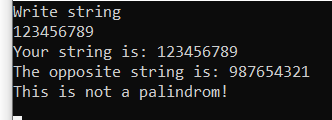 Write string
123456789
Your string is: 123456789
The opposite string is: 987654321
This is not a palindrom!